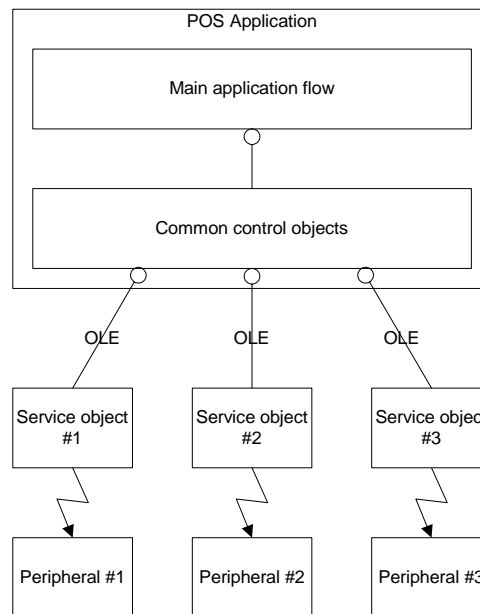 POS Application
Main application flow
Common control objects
OLE
OLE
OLE
Service object
#1
Service object
#2
Service object
#3
Peripheral #1
Peripheral #2
Peripheral #3